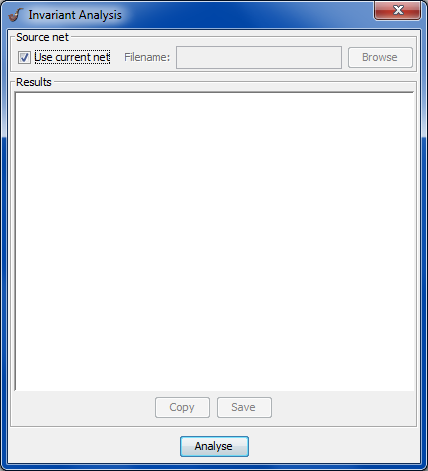 Invariant Analysis
Source net
Use current net Filename: Browse
Results
Copy Save
Analyse